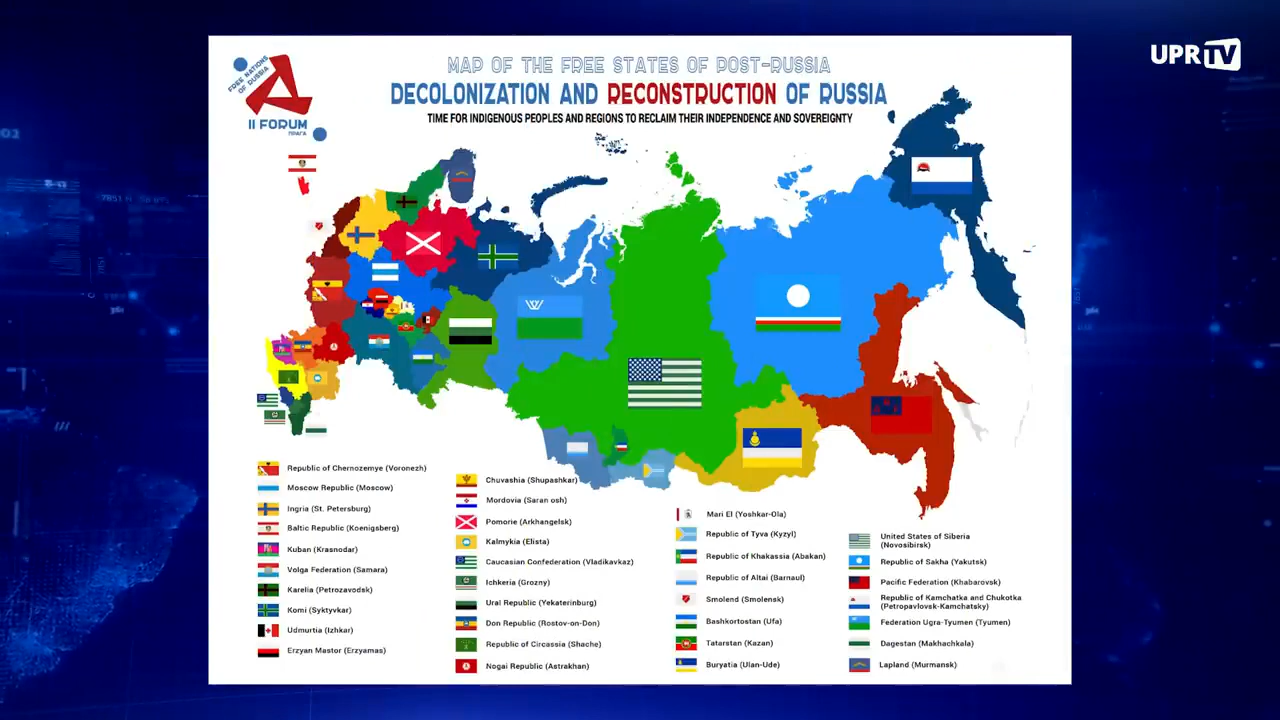 UPR TV
MAP OF THE FREE STATES OF POST-RUSSIA
DECOLONIZATION AND RECONSTRUCTION OF RUSSIA
TIME FOR INDIGENOUS PEOPLES AND REGIONS TO RECLAIM THEIR INDEPENDENCE AND SOVEREIGNTY
FREE NATIONS
OF RUSSIA
II FORUM
ПРАГА
Republic of Chernozemye (Voronezh)
Moscow Republic (Moscow)
Ingria (St. Petersburg)
Baltic Republic (Koenigsberg)
Kuban (Krasnodar)
Volga Federation (Samara)
Karelia (Petrozavodsk)
Komi (Syktyvkar)
Udmurtia (Izhkar)
Erzyan Mastor (Erzyamas)
Chuvashia (Shupashkar)
Mordovia (Saran osh)
Pomorie (Arkhangelsk)
Kalmykia (Elista)
Caucasian Confederation (Vladikavkaz)
Ichkeria (Grozny)
Ural Republic (Yekaterinburg)
Don Republic (Rostov-on-Don)
Republic of Circassia (Shache)
Nogai Republic (Astrakhan)
Mari El (Yoshkar-Ola)
Republic of Tyva (Kyzyl)
Republic of Khakassia (Abakan)
Republic of Altai (Barnaul)
Smolend (Smolensk)
Bashkortostan (Ufa)
Tatarstan (Kazan)
Buryatia (Ulan-Ude)
United States of Siberia
(Novosibirsk)
Republic of Sakha (Yakutsk)
Pacific Federation (Khabarovsk)
Republic of Kamchatka and Chukotka
(Petropavlovsk-Kamchatsky)
Federation Ugra-Tyumen (Tyumen)
Dagestan (Makhachkala)
Lapland (Murmansk)